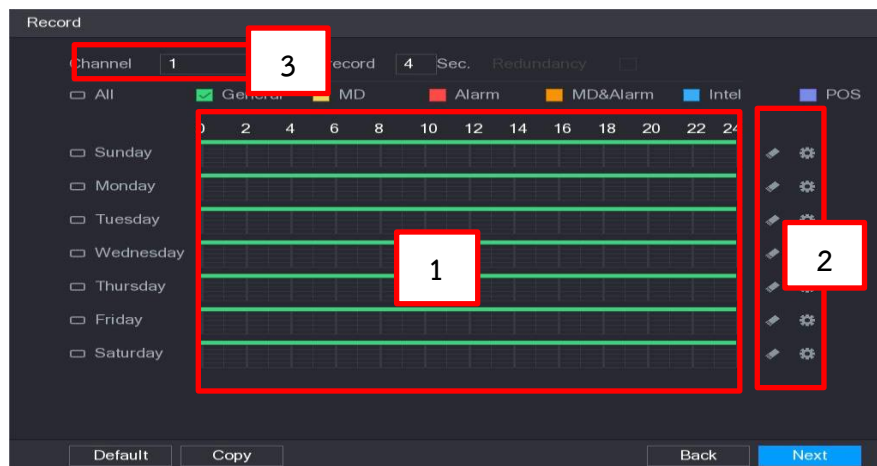 Record
Channel 1 3 record 4 Sec. Redundancy
All General MD Alarm MD&Alarm Intel POS
2 4 6 8 10 12 14 16 18 20 22 24
Sunday
Monday
Tuesday
Wednesday
1 2
Thursday
Friday
Saturday
Default Copy Back Next